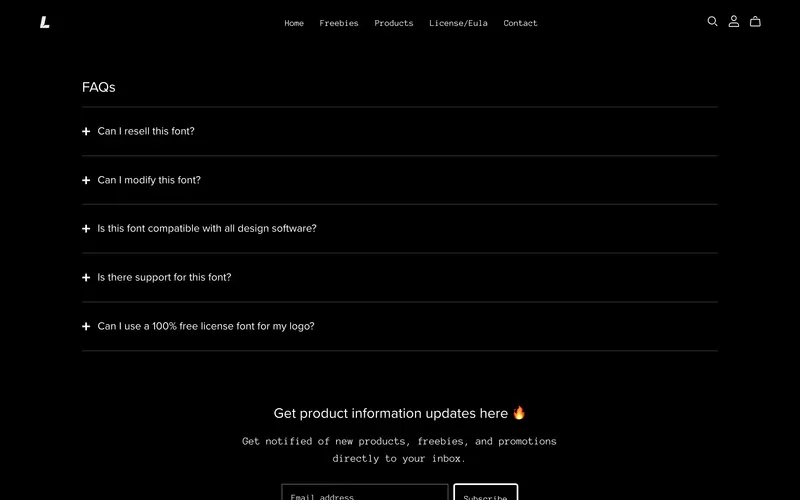 L
Home Freebies Products License/Eula Contact
FAQs
Can I resell this font?
Can I modify this font?
Is this font compatible with all design software?
Is there support for this font?
Can I use a 100% free license font for my logo?
Get product information updates here 🔥
Get notified of new products, freebies, and promotions
directly to your inbox.
Email address Subscribe